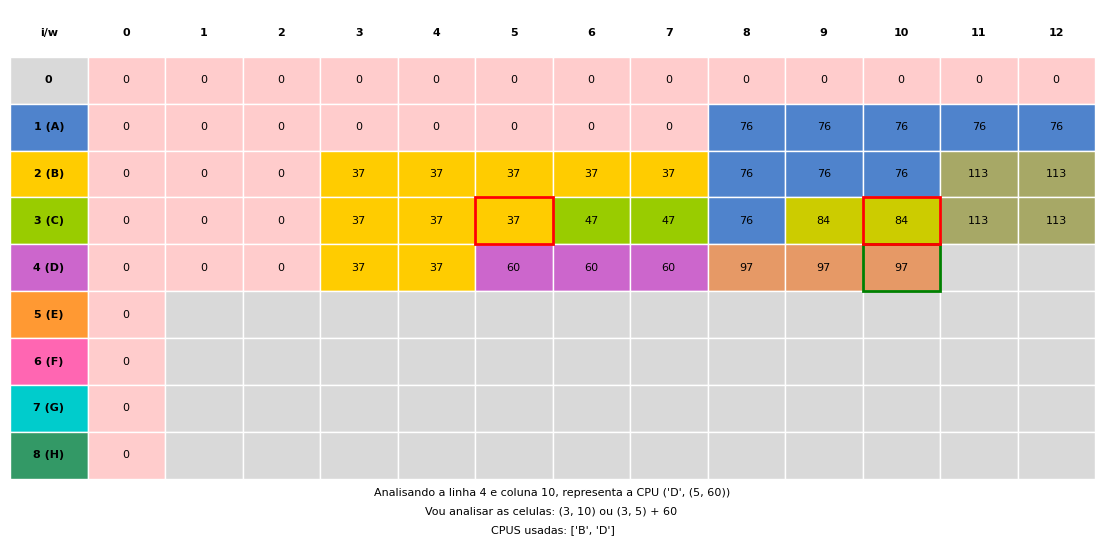 i/w 0 1 2 3 4 5 6 7 8 9 10 11 12
0 0 0 0 0 0 0 0 0 0 0 0 0 0
1 (A) 0 0 0 0 0 0 0 0 76 76 76 76 76
2 (B) 0 0 0 37 37 37 37 37 76 76 76 113 113
3 (C) 0 0 0 37 37 37 47 47 76 84 84 113 113
4 (D) 0 0 0 37 37 60 60 60 97 97 97
5 (E) 0
6 (F) 0
7 (G) 0
8 (H) 0
Analisando a linha 4 e coluna 10, representa a CPU ('D', (5, 60))
Vou analisar as celulas: (3, 10) ou (3, 5) + 60
CPUS usadas: ['B', 'D']